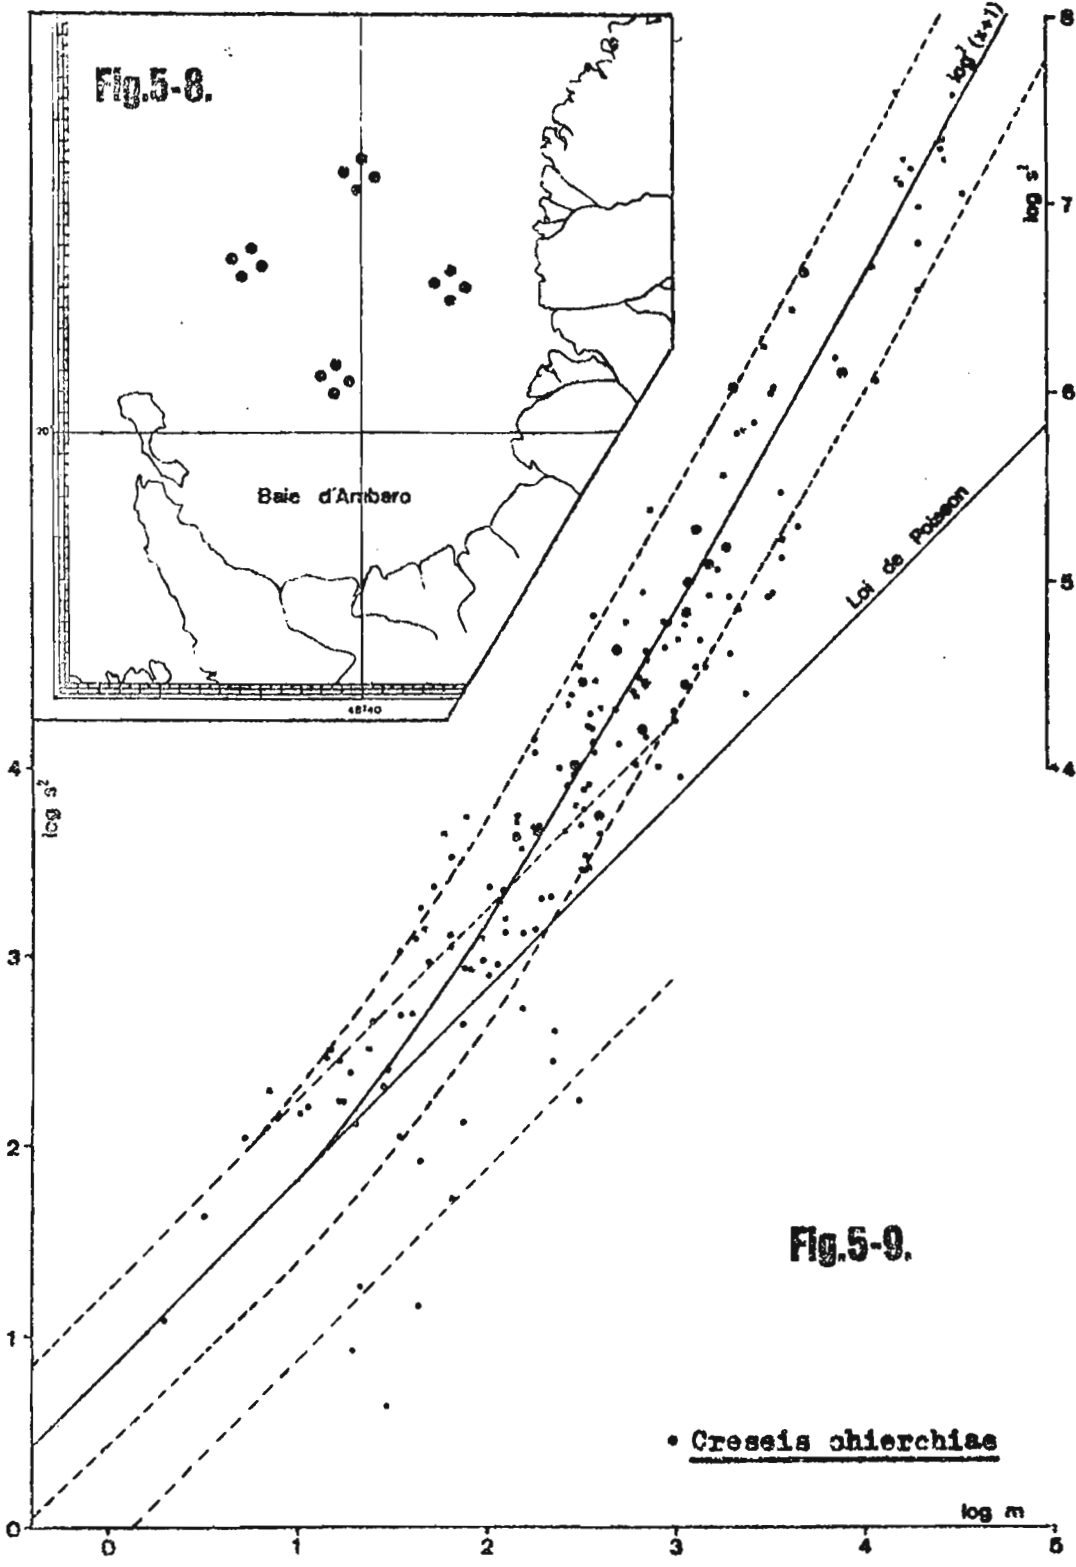 Fig.5-8.
20
Baie d'Ambaro
48°40
log²(x+1)
8
log s²
7
6
5
4
Loi de Poisson
4
log s²
3
2
1
0
Fig.5-9.
• Creseis chierchiae
log m
0 1 2 3 4 5